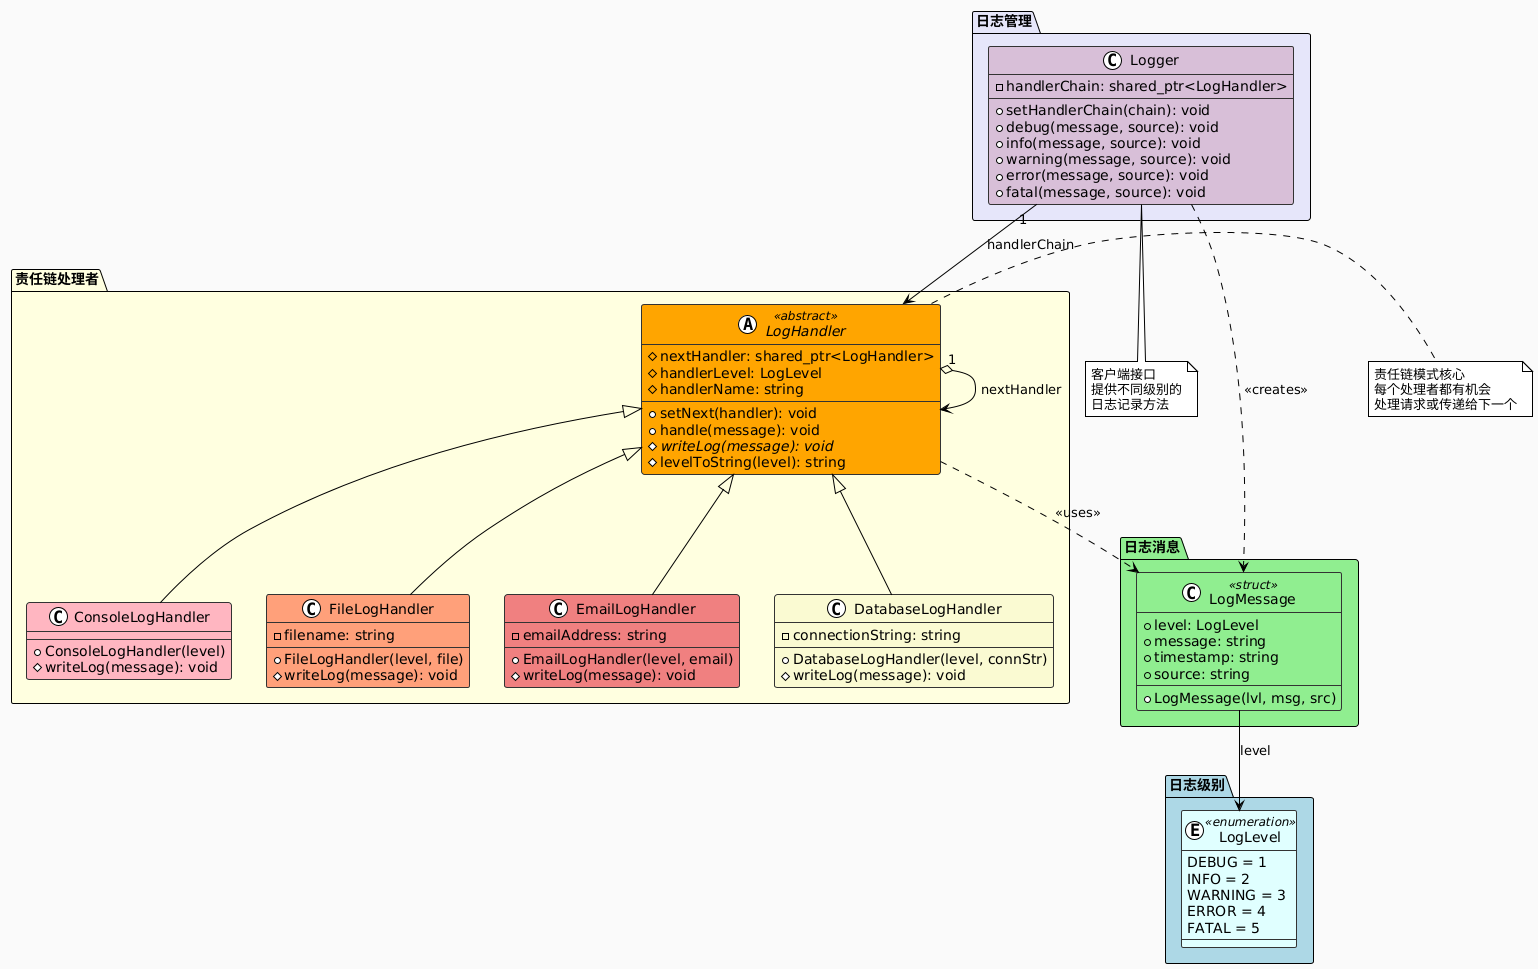 日志管理
C Logger
handlerChain: shared_ptr<LogHandler>
setHandlerChain(chain): void
debug(message, source): void
info(message, source): void
warning(message, source): void
error(message, source): void
fatal(message, source): void
1
handlerChain
责任链处理者
«abstract»
A LogHandler
nextHandler: shared_ptr<LogHandler>
handlerLevel: LogLevel
handlerName: string
setNext(handler): void
handle(message): void
writeLog(message): void
levelToString(level): string
1
nextHandler
客户端接口
提供不同级别的
日志记录方法
«creates»
责任链模式核心
每个处理者都有机会
处理请求或传递给下一个
«uses»
C ConsoleLogHandler
ConsoleLogHandler(level)
writeLog(message): void
C FileLogHandler
filename: string
FileLogHandler(level, file)
writeLog(message): void
C EmailLogHandler
emailAddress: string
EmailLogHandler(level, email)
writeLog(message): void
C DatabaseLogHandler
connectionString: string
DatabaseLogHandler(level, connStr)
writeLog(message): void
日志消息
«struct»
C LogMessage
level: LogLevel
message: string
timestamp: string
source: string
LogMessage(lvl, msg, src)
level
日志级别
«enumeration»
E LogLevel
DEBUG = 1
INFO = 2
WARNING = 3
ERROR = 4
FATAL = 5